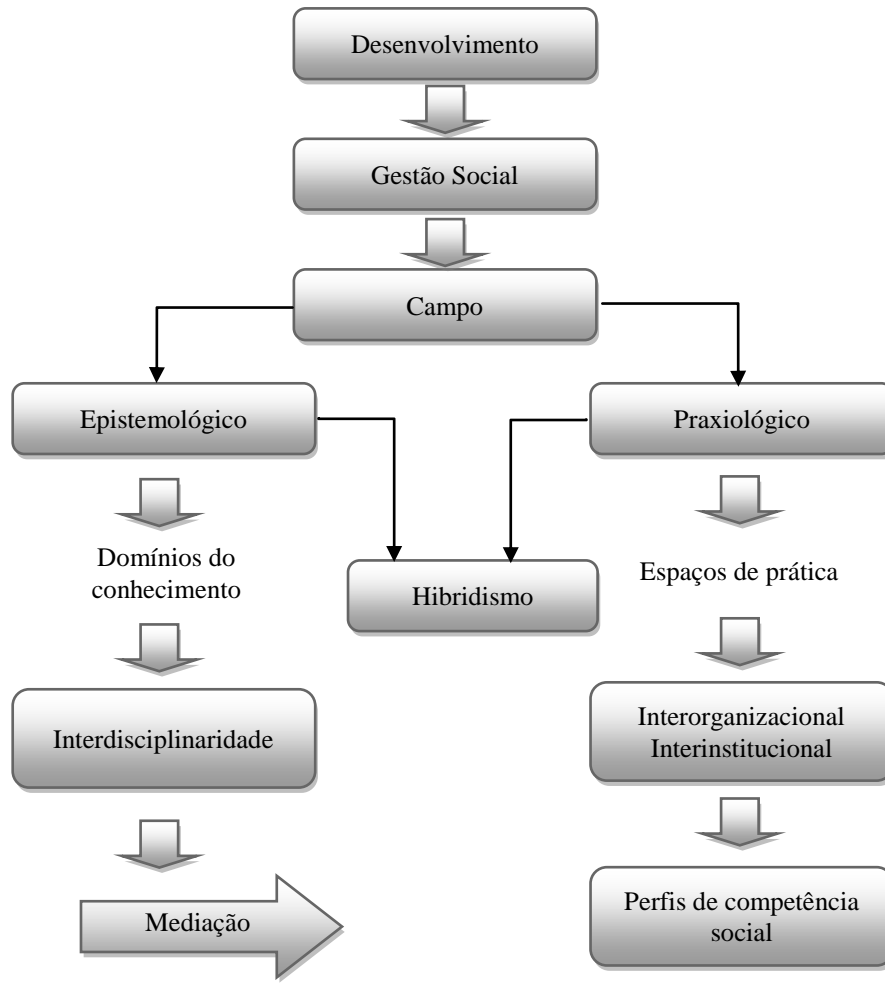 Desenvolvimento
Gestão Social
Campo
Epistemológico
Praxiológico
Domínios do
conhecimento
Hibridismo
Espaços de prática
Interdisciplinaridade
Interorganizacional
Interinstitucional
Mediação
Perfis de competência
social